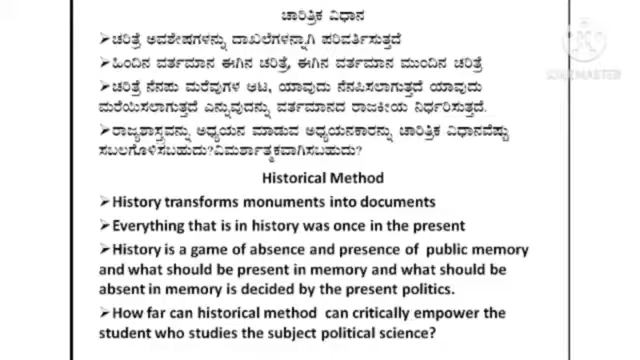 ಚಾರಿತ್ರಿಕ ವಿಧಾನ
➢ಚರಿತ್ರೆ ಅವಶೇಷಗಳನ್ನು ದಾಖಲೆಗಳನ್ನಾಗಿ ಪರಿವರ್ತಿಸುತ್ತದೆ
➢ಹಿಂದಿನ ವರ್ತಮಾನ ಈಗಿನ ಚರಿತ್ರೆ, ಈಗಿನ ವರ್ತಮಾನ ಮುಂದಿನ ಚರಿತ್ರೆ
➢ಚರಿತ್ರೆ ನೆನಪು ಮರೆವುಗಳ ಆಟ, ಯಾವುದು ನೆನಪಿಸಲಾಗುತ್ತದೆ ಯಾವುದು
ಮರೆಯಿಸಲಾಗುತ್ತದೆ ಎನ್ನುವುದನ್ನು ವರ್ತಮಾನದ ರಾಜಕೀಯ ನಿರ್ಧರಿಸುತ್ತದೆ.
➢ರಾಜ್ಯಶಾಸ್ತ್ರವನ್ನು ಅಧ್ಯಯನ ಮಾಡುವ ಅಧ್ಯಯನಕಾರನನ್ನು ಚಾರಿತ್ರಿಕ ವಿಧಾನವೆಷ್ಟು
ಸಬಲಗೊಳಿಸಬಹುದು?ವಿಮರ್ಶಾತ್ಮಕವಾಗಿಸಬಹುದು?
Historical Method
➢History transforms monuments into documents
➢Everything that is in history was once in the present
➢History is a game of absence and presence of public memory
and what should be present in memory and what should be
absent in memory is decided by the present politics.
➢How far can historical method can critically empower the
student who studies the subject political science?
KINEMASTER